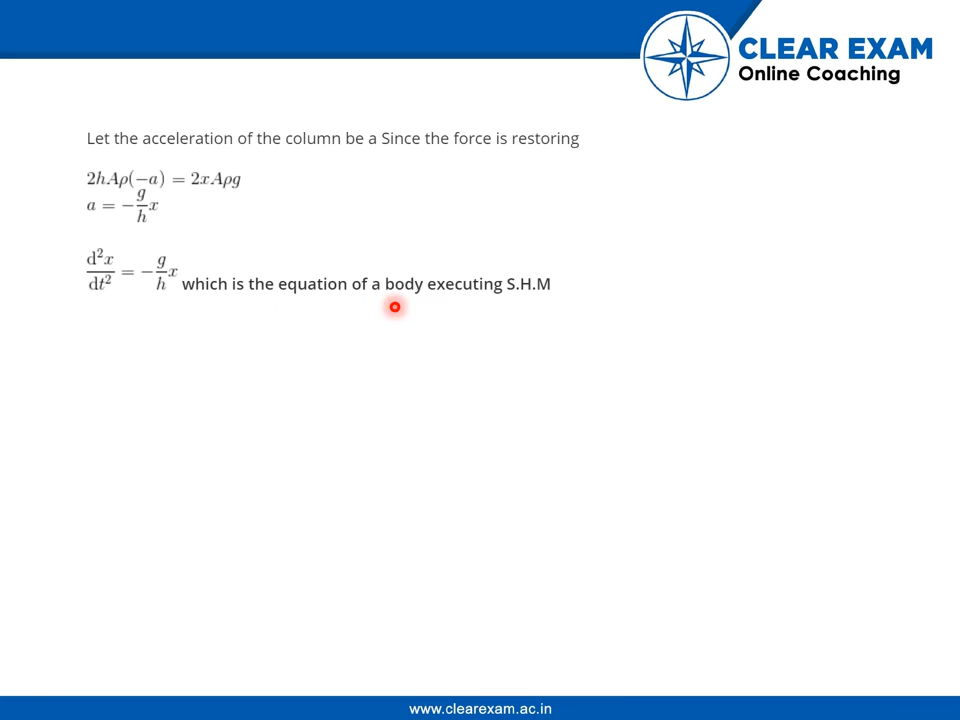 CLEAR EXAM
Online Coaching
Let the acceleration of the column be a Since the force is restoring
2hAρ(−a) = 2xAρg
a = −g/h x
d²x/dt² = −g/h x which is the equation of a body executing S.H.M
www.clearexam.ac.in